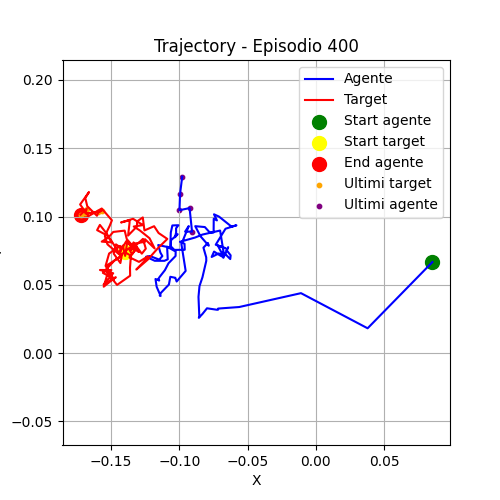 Trajectory - Episodio 400
0.20
0.15
0.10
0.05
0.00
−0.05
−0.15
−0.10
−0.05
0.00
0.05
X
Agente
Target
Start agente
Start target
End agente
Ultimi target
Ultimi agente